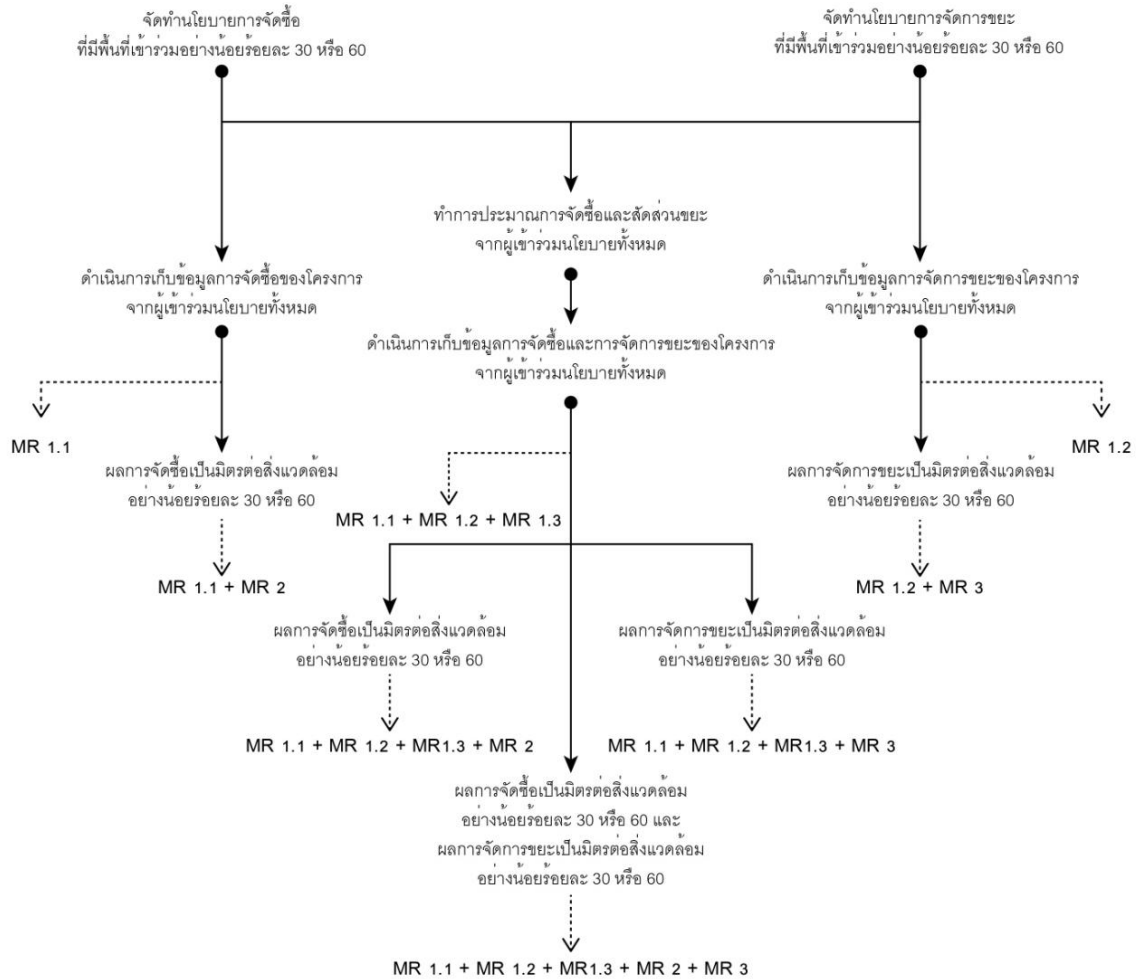 จัดทำนโยบายการจัดซื้อ
ที่มีพื้นที่เข้าร่วมอย่างน้อยร้อยละ 30 หรือ 60
จัดทำนโยบายการจัดการขยะ
ที่มีพื้นที่เข้าร่วมอย่างน้อยร้อยละ 30 หรือ 60
ทำการประมาณการจัดซื้อและสัดส่วนขยะ
จากผู้เข้าร่วมนโยบายทั้งหมด
ดำเนินการเก็บข้อมูลการจัดซื้อของโครงการ
จากผู้เข้าร่วมนโยบายทั้งหมด
ดำเนินการเก็บข้อมูลการจัดการขยะของโครงการ
จากผู้เข้าร่วมนโยบายทั้งหมด
ดำเนินการเก็บข้อมูลการจัดซื้อและการจัดการขยะของโครงการ
จากผู้เข้าร่วมนโยบายทั้งหมด
MR 1.1
MR 1.2
ผลการจัดซื้อเป็นมิตรต่อสิ่งแวดล้อม
อย่างน้อยร้อยละ 30 หรือ 60
ผลการจัดการขยะเป็นมิตรต่อสิ่งแวดล้อม
อย่างน้อยร้อยละ 30 หรือ 60
MR 1.1 + MR 1.2 + MR 1.3
MR 1.1 + MR 2
MR 1.2 + MR 3
ผลการจัดซื้อเป็นมิตรต่อสิ่งแวดล้อม
อย่างน้อยร้อยละ 30 หรือ 60
ผลการจัดการขยะเป็นมิตรต่อสิ่งแวดล้อม
อย่างน้อยร้อยละ 30 หรือ 60
MR 1.1 + MR 1.2 + MR1.3 + MR 2
MR 1.1 + MR 1.2 + MR1.3 + MR 3
ผลการจัดซื้อเป็นมิตรต่อสิ่งแวดล้อม
อย่างน้อยร้อยละ 30 หรือ 60 และ
ผลการจัดการขยะเป็นมิตรต่อสิ่งแวดล้อม
อย่างน้อยร้อยละ 30 หรือ 60
MR 1.1 + MR 1.2 + MR1.3 + MR 2 + MR 3